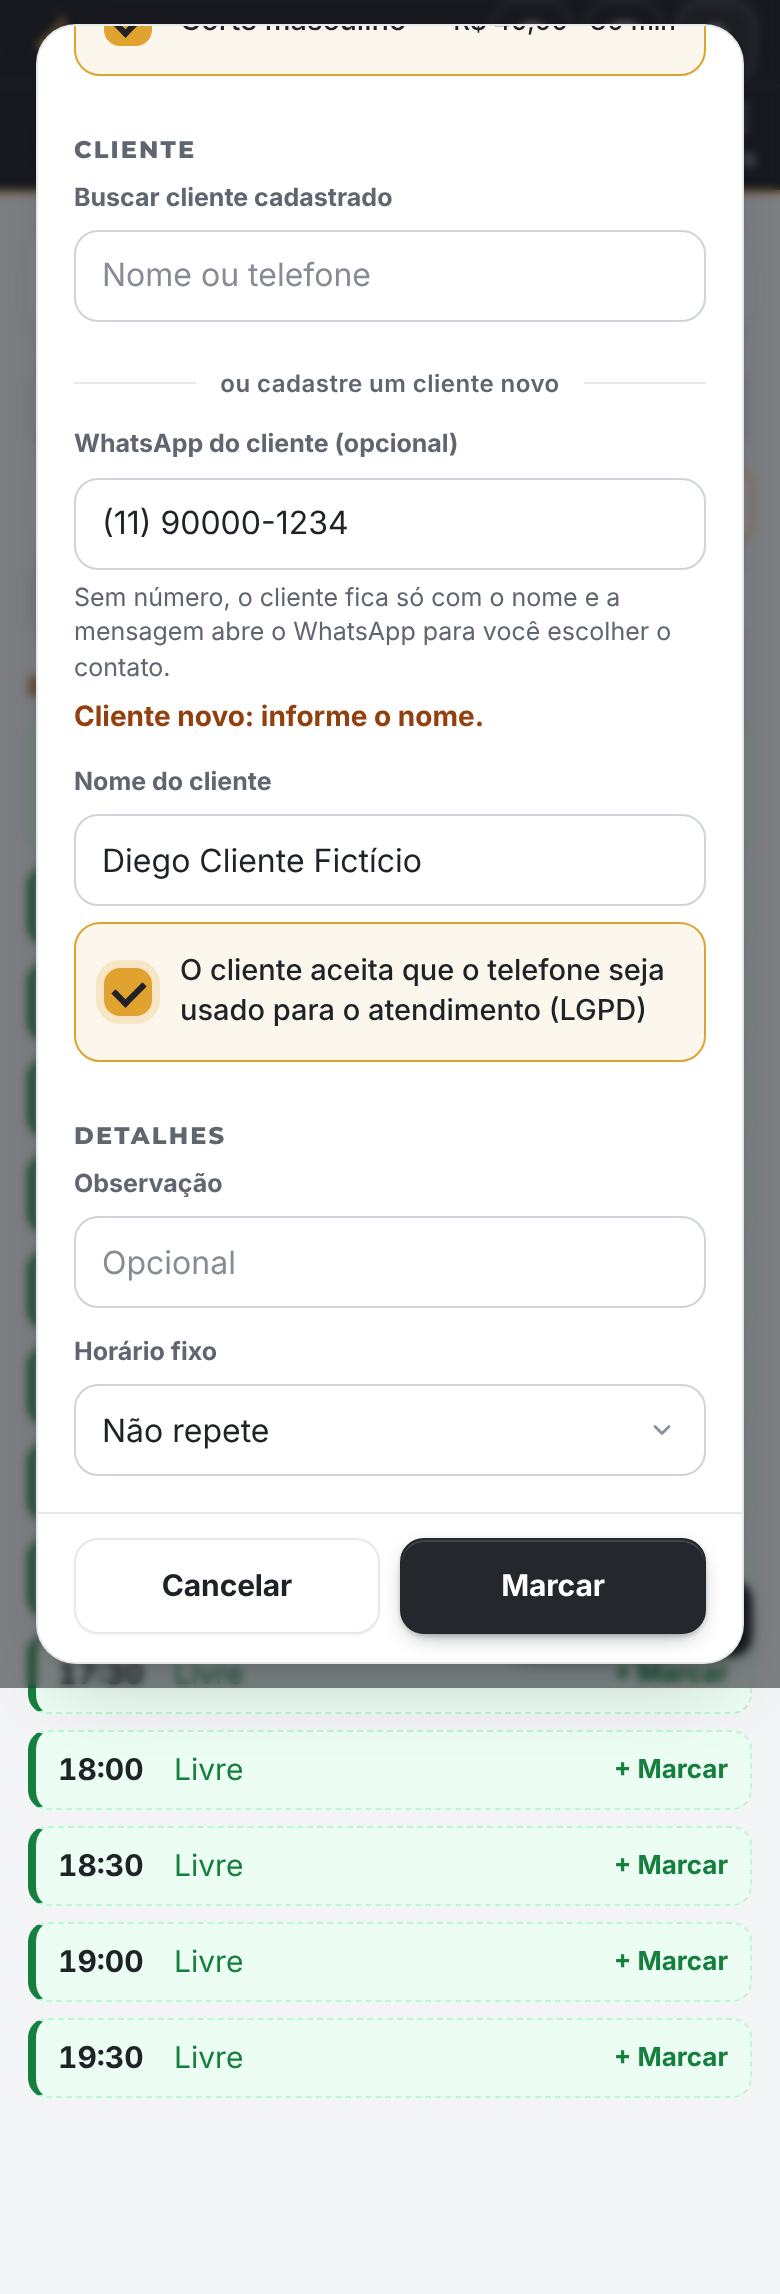 CLIENTE
Buscar cliente cadastrado
Nome ou telefone
ou cadastre um cliente novo
WhatsApp do cliente (opcional)
(11) 90000-1234
Sem número, o cliente fica só com o nome e a
mensagem abre o WhatsApp para você escolher o
contato.
Cliente novo: informe o nome.
Nome do cliente
Diego Cliente Fictício
O cliente aceita que o telefone seja
usado para o atendimento (LGPD)
DETALHES
Observação
Opcional
Horário fixo
Não repete
Cancelar
Marcar
17:30 Livre + Marcar
18:00 Livre + Marcar
18:30 Livre + Marcar
19:00 Livre + Marcar
19:30 Livre + Marcar